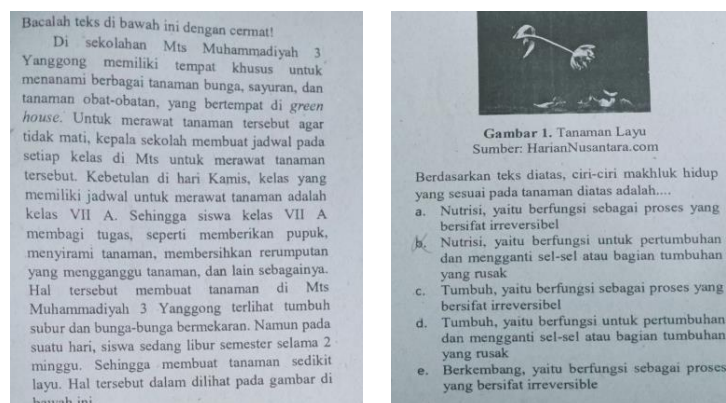 Bacalah teks di bawah ini dengan cermat!
Di sekolahan Mts Muhammadiyah 3
Yanggong memiliki tempat khusus untuk
menanami berbagai tanaman bunga, sayuran, dan
tanaman obat-obatan, yang bertempat di green
house. Untuk merawat tanaman tersebut agar
tidak mati, kepala sekolah membuat jadwal pada
setiap kelas di Mts untuk merawat tanaman
tersebut. Kebetulan di hari Kamis, kelas yang
memiliki jadwal untuk merawat tanaman adalah
kelas VII A. Sehingga siswa kelas VII A
membagi tugas, seperti memberikan pupuk,
menyirami tanaman, membersihkan rerumputan
yang mengganggu tanaman, dan lain sebagainya.
Hal tersebut membuat tanaman di Mts
Muhammadiyah 3 Yanggong terlihat tumbuh
subur dan bunga-bunga bermekaran. Namun pada
suatu hari, siswa sedang libur semester selama 2
minggu. Sehingga membuat tanaman sedikit
layu. Hal tersebut dalam dilihat pada gambar di
bawah ini
Gambar 1. Tanaman Layu
Sumber: HarianNusantara.com
Berdasarkan teks diatas, ciri-ciri makhluk hidup
yang sesuai pada tanaman diatas adalah....
a. Nutrisi, yaitu berfungsi sebagai proses yang
bersifat irreversibel
b. Nutrisi, yaitu berfungsi untuk pertumbuhan
dan mengganti sel-sel atau bagian tumbuhan
yang rusak
c. Tumbuh, yaitu berfungsi sebagai proses yang
bersifat irreversibel
d. Tumbuh, yaitu berfungsi untuk pertumbuhan
dan mengganti sel-sel atau bagian tumbuhan
yang rusak
e. Berkembang, yaitu berfungsi sebagai proses
yang bersifat irreversible